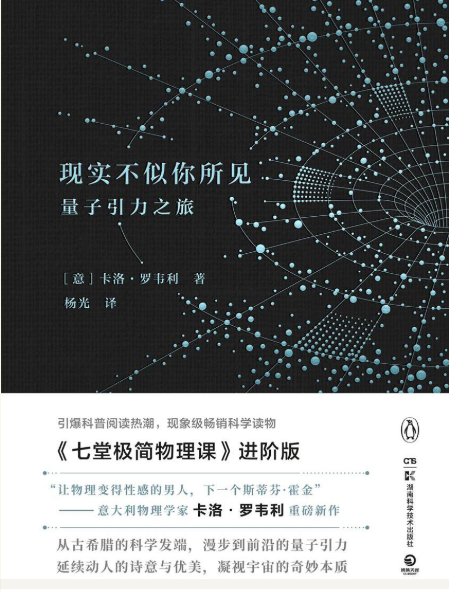 现实不似你所见
量子引力之旅
［意］卡洛·罗韦利 著
杨光 译
引爆科普阅读热潮，现象级畅销科学读物
《七堂极简物理课》进阶版
“让物理变得性感的男人，下一个斯蒂芬·霍金”
——意大利物理学家 卡洛·罗韦利 重磅新作
从古希腊的科学发端，漫步到前沿的量子引力
延续动人的诗意与优美，凝视宇宙的奇妙本质
湖南科学技术出版社
博集天卷